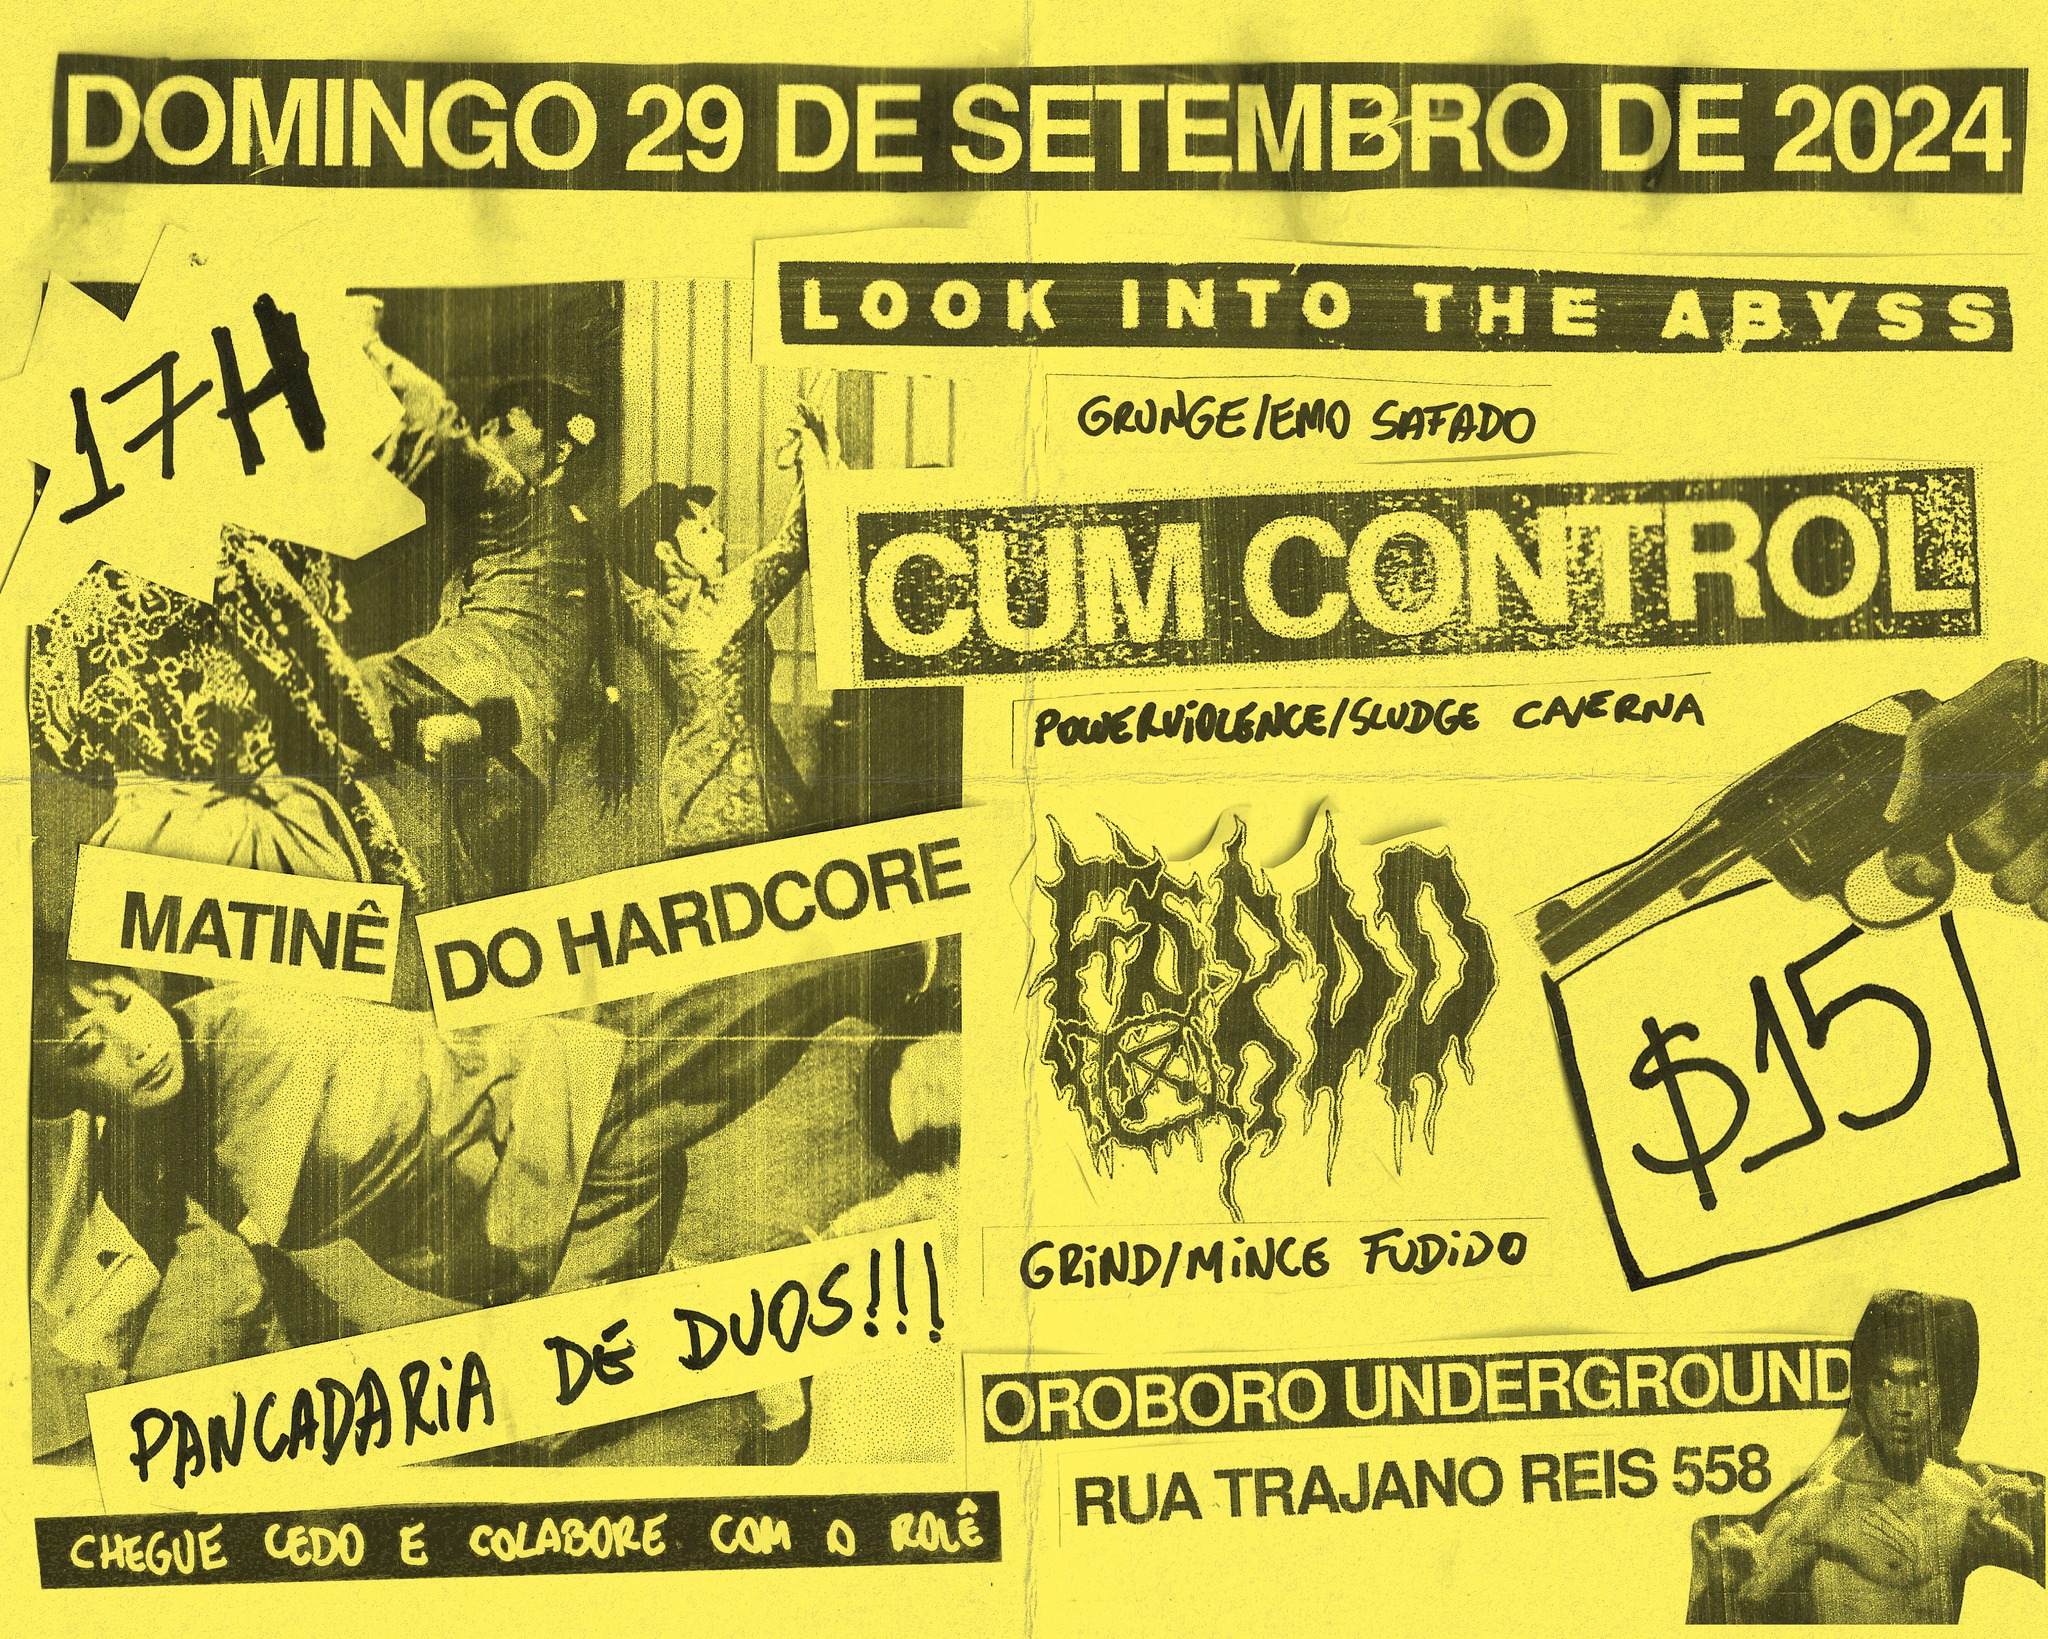 DOMINGO 29 DE SETEMBRO DE 2024
17H
LOOK INTO THE ABYSS
GRUNGE/EMO SAFADO
CUM CONTROL
POWERVIOLENCE/SLUDGE CAVERNA
MATINÊ DO HARDCORE
$15
GRIND/MINCE FUDIDO
PANCADARIA DE DUOS!!!
OROBORO UNDERGROUND
RUA TRAJANO REIS 558
CHEGUE CEDO E COLABORE COM O ROLÊ